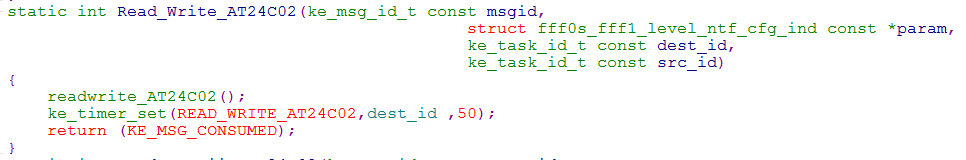 static int Read_Write_AT24C02(ke_msg_id_t const msgid,
struct fff0s_fff1_level_ntf_cfg_ind const *param,
ke_task_id_t const dest_id,
ke_task_id_t const src_id)
{
readwrite_AT24C02();
ke_timer_set(READ_WRITE_AT24C02,dest_id ,50);
return (KE_MSG_CONSUMED);
}